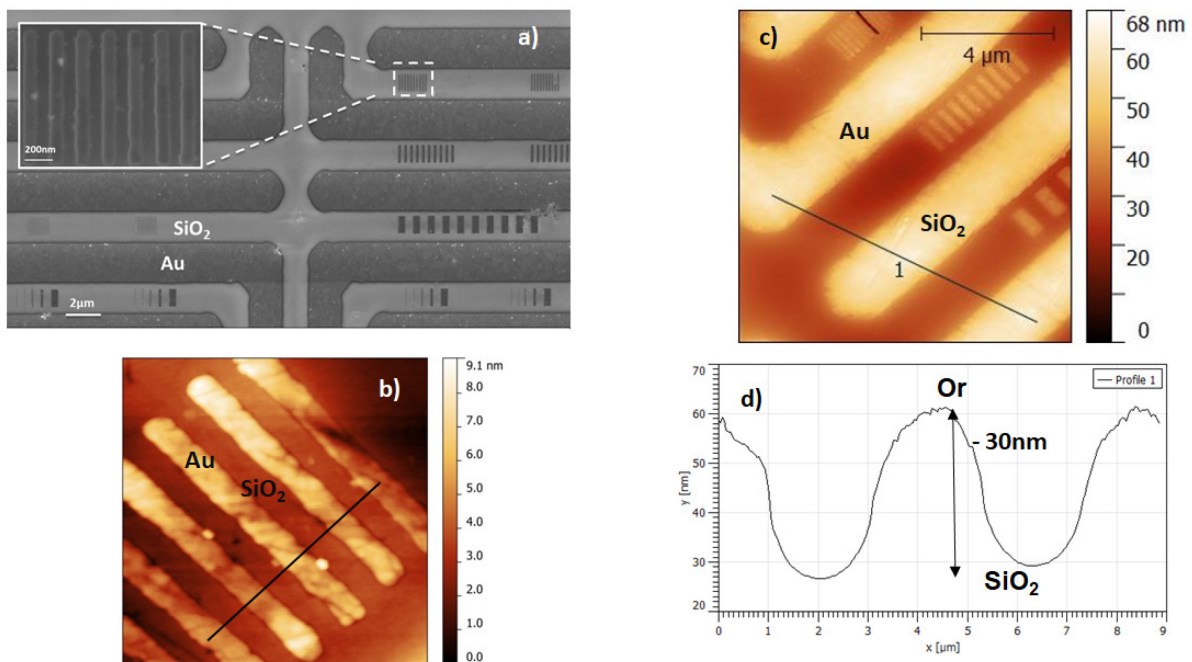 a)
200nm
SiO₂
Au
2μm
b)
Au
SiO₂
9.1 nm
8.0
7.0
6.0
5.0
4.0
3.0
2.0
1.0
0.0
c)
4 µm
Au
SiO₂
1
68 nm
60
50
40
30
20
10
0
d)
Or
Profile 1
- 30nm
SiO₂
y [nm]
70
60
50
40
30
20
0 1 2 3 4 5 6 7 8 9
x [µm]